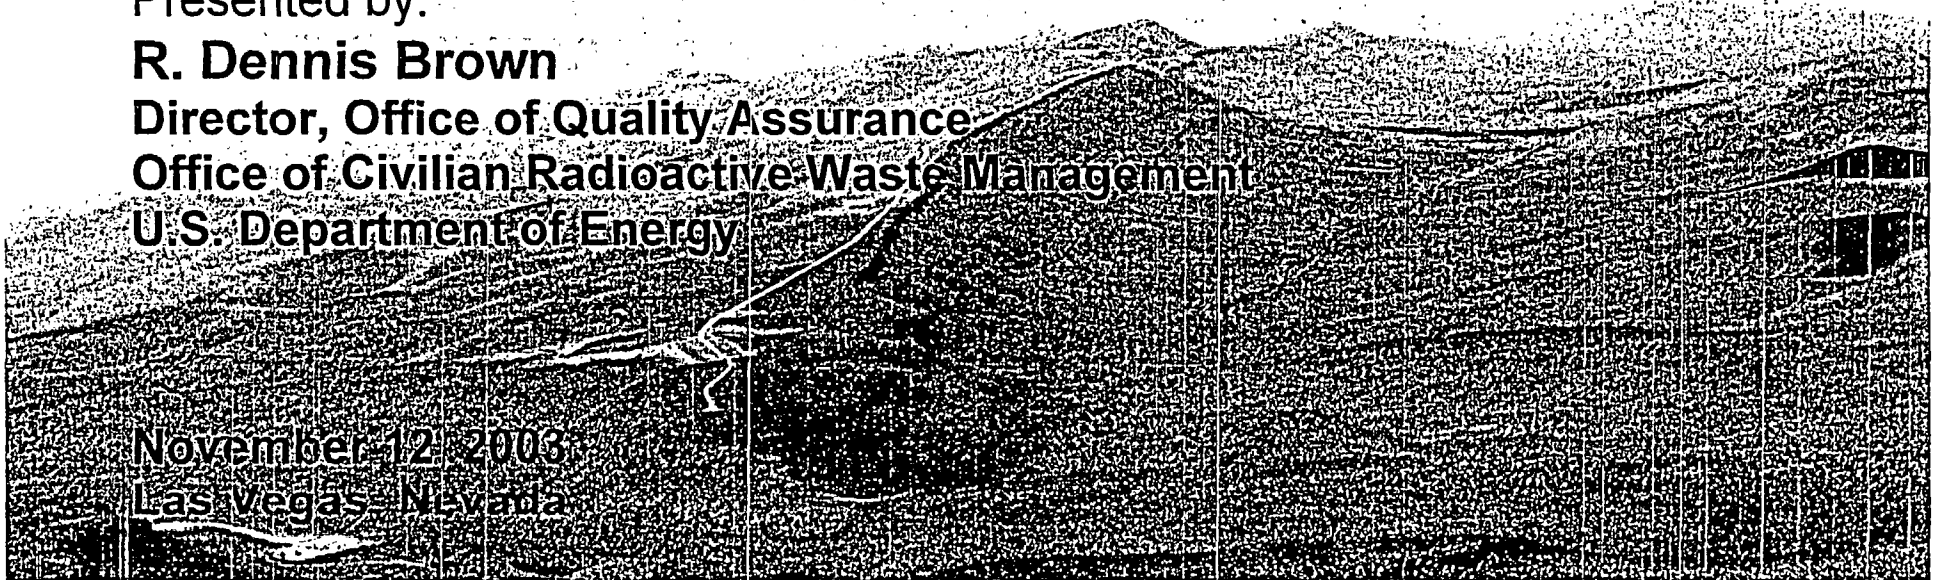 Presented by:
R. Dennis Brown
Director, Office of Quality Assurance
Office of Civilian Radioactive Waste Management
U.S. Department of Energy
November 12, 2003
Las Vegas, Nevada